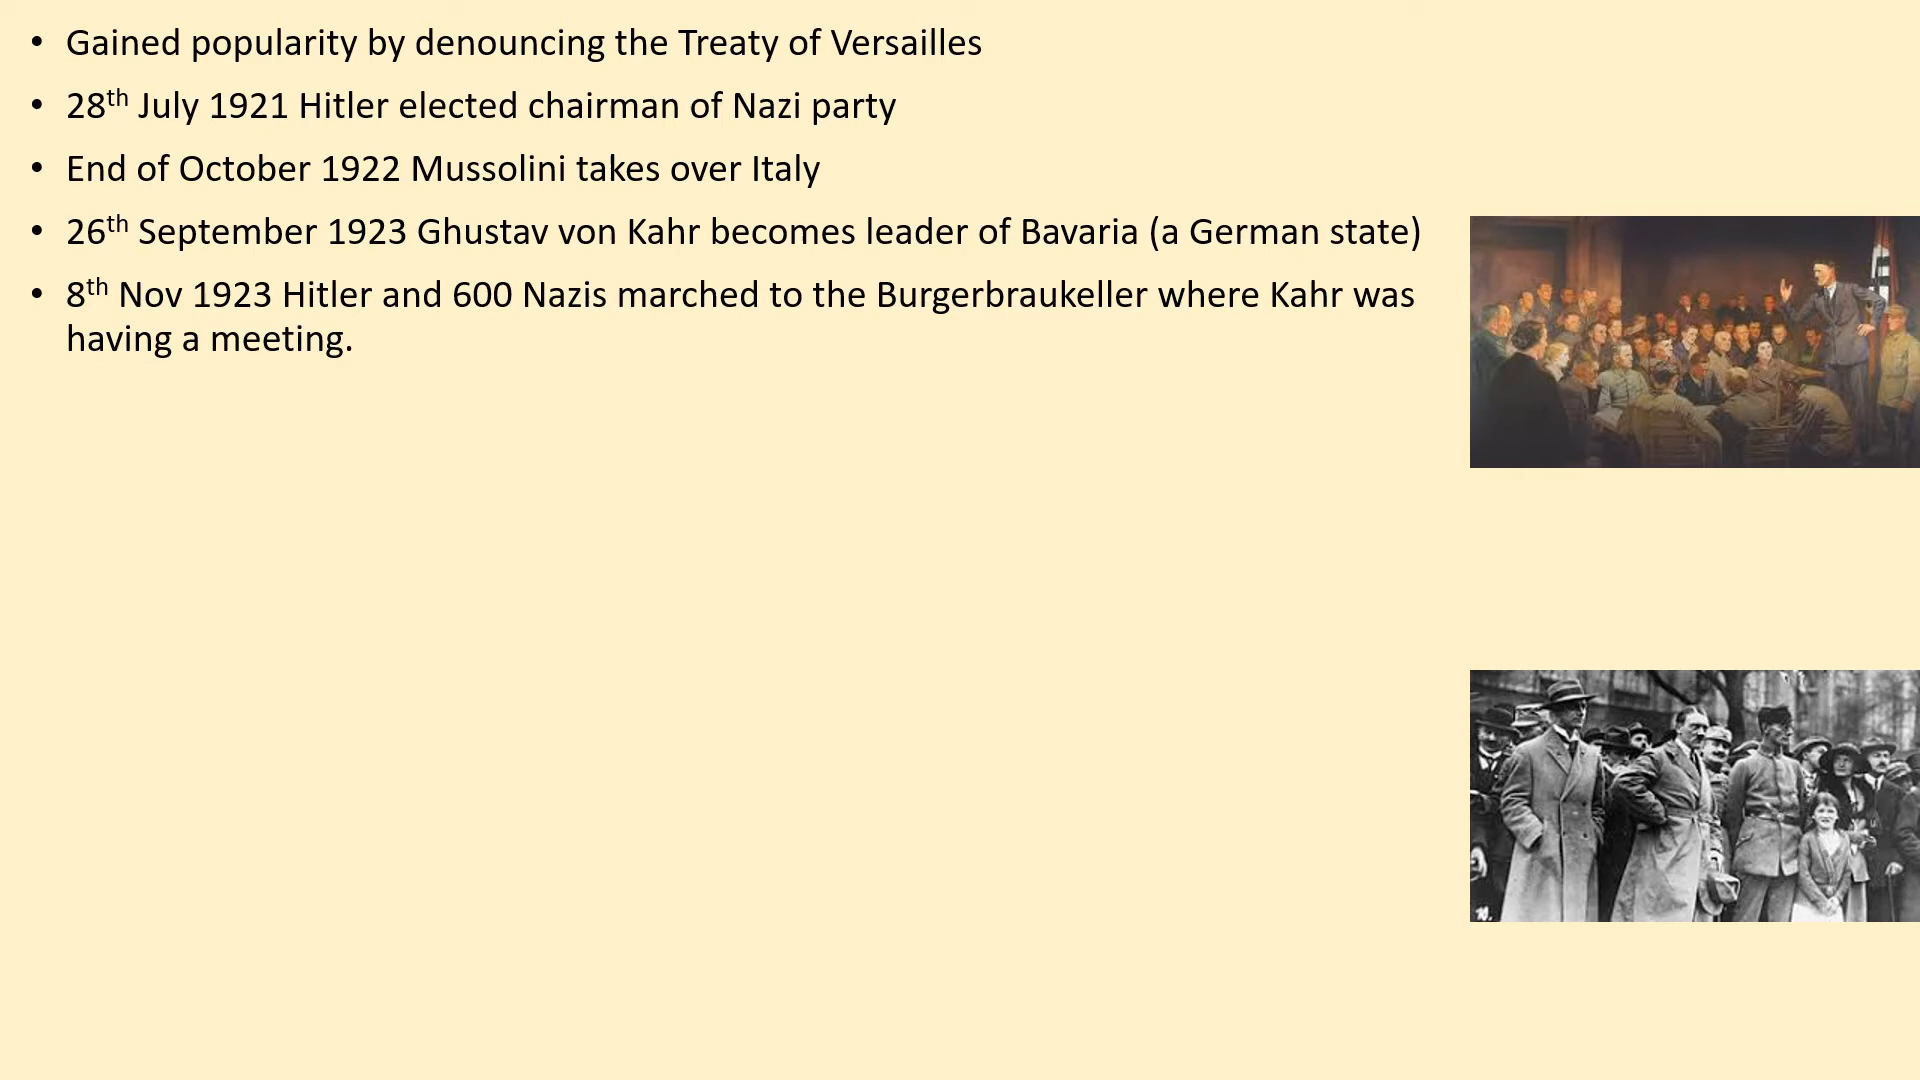 • Gained popularity by denouncing the Treaty of Versailles
• 28th July 1921 Hitler elected chairman of Nazi party
• End of October 1922 Mussolini takes over Italy
• 26th September 1923 Ghustav von Kahr becomes leader of Bavaria (a German state)
• 8th Nov 1923 Hitler and 600 Nazis marched to the Burgerbraukeller where Kahr was
having a meeting.